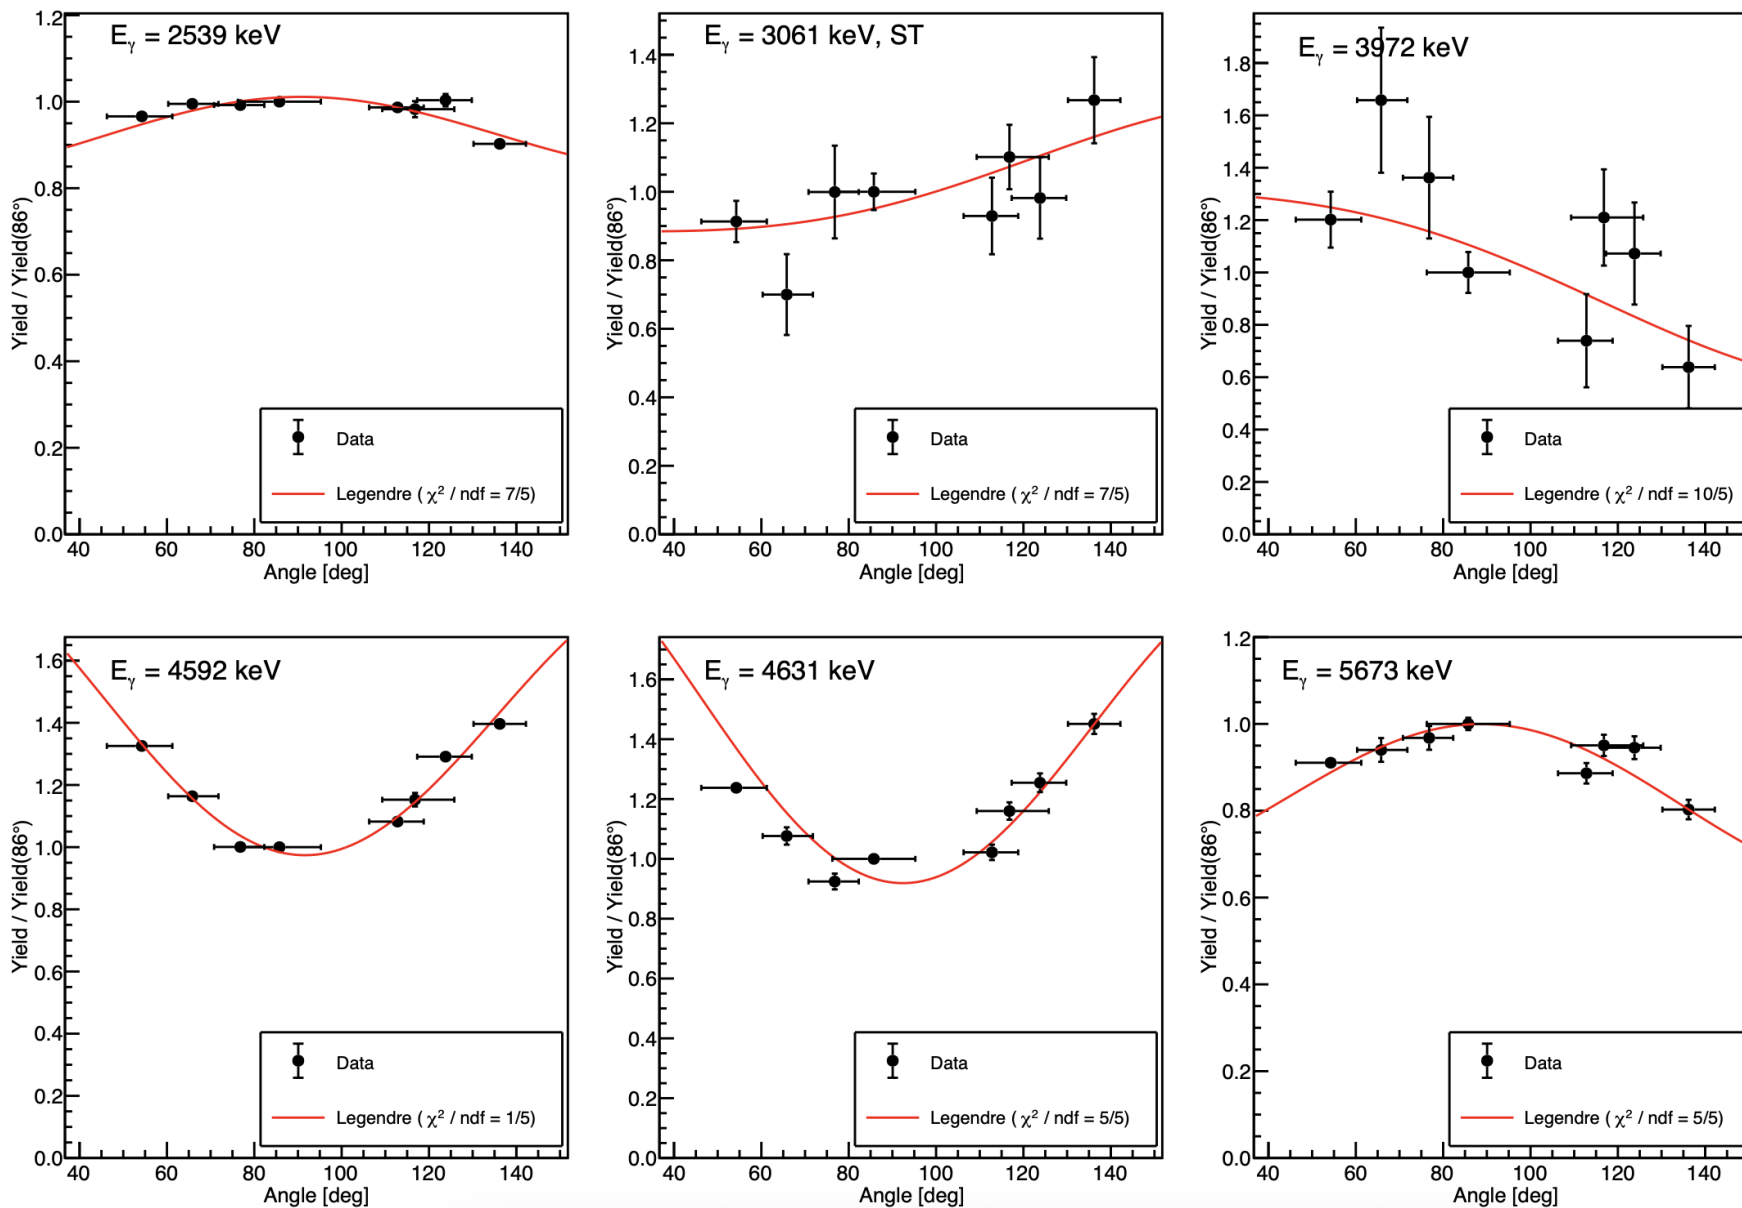 E_γ = 2539 keV
Yield / Yield(86°)
1.2
1.0
0.8
0.6
0.4
0.2
0.0
Data
Legendre ( χ² / ndf = 7/5)
40 60 80 100 120 140
Angle [deg]
E_γ = 3061 keV, ST
Yield / Yield(86°)
1.4
1.2
1.0
0.8
0.6
0.4
0.2
0.0
Data
Legendre ( χ² / ndf = 7/5)
40 60 80 100 120 140
Angle [deg]
E_γ = 3972 keV
Yield / Yield(86°)
1.8
1.6
1.4
1.2
1.0
0.8
0.6
0.4
0.2
0.0
Data
Legendre ( χ² / ndf = 10/5)
40 60 80 100 120 140
Angle [deg]
E_γ = 4592 keV
Yield / Yield(86°)
1.6
1.4
1.2
1.0
0.8
0.6
0.4
0.2
0.0
Data
Legendre ( χ² / ndf = 1/5)
40 60 80 100 120 140
Angle [deg]
E_γ = 4631 keV
Yield / Yield(86°)
1.6
1.4
1.2
1.0
0.8
0.6
0.4
0.2
0.0
Data
Legendre ( χ² / ndf = 5/5)
40 60 80 100 120 140
Angle [deg]
E_γ = 5673 keV
Yield / Yield(86°)
1.2
1.0
0.8
0.6
0.4
0.2
0.0
Data
Legendre ( χ² / ndf = 5/5)
40 60 80 100 120 140
Angle [deg]